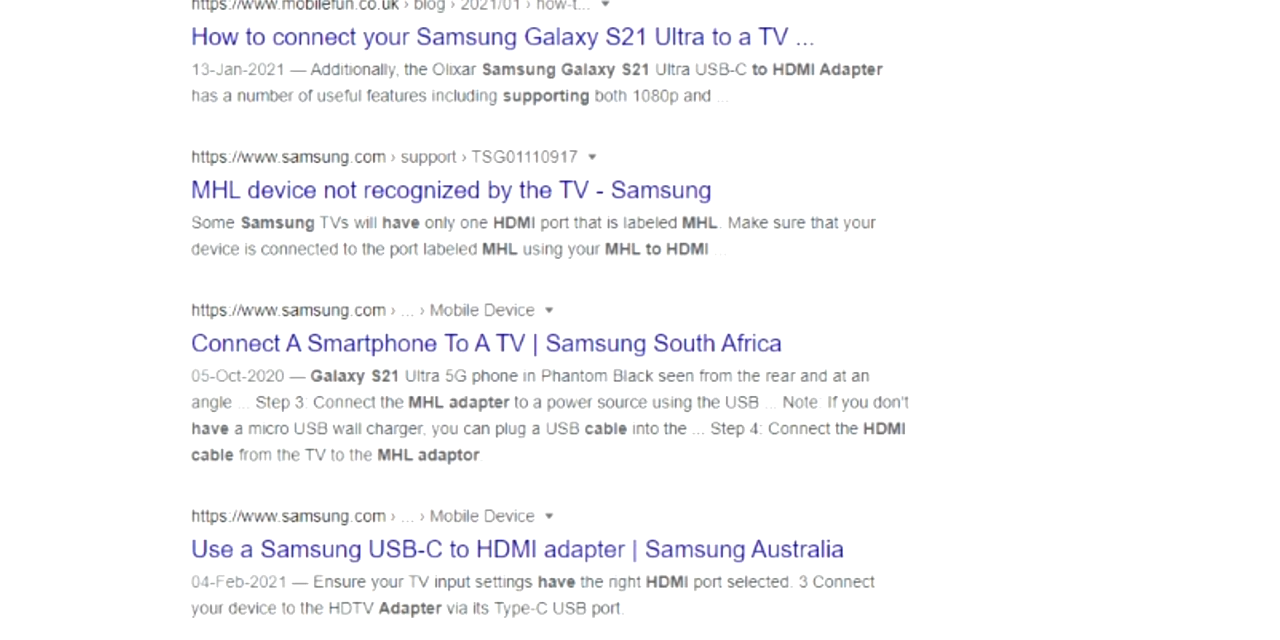 https://www.mobilefun.co.uk › blog › 2021/01 › how-t...
How to connect your Samsung Galaxy S21 Ultra to a TV ...
13-Jan-2021 — Additionally, the Olixar Samsung Galaxy S21 Ultra USB-C to HDMI Adapter
has a number of useful features including supporting both 1080p and ...
https://www.samsung.com › support › TSG01110917
MHL device not recognized by the TV - Samsung
Some Samsung TVs will have only one HDMI port that is labeled MHL. Make sure that your
device is connected to the port labeled MHL using your MHL to HDMI ...
https://www.samsung.com › ... › Mobile Device
Connect A Smartphone To A TV | Samsung South Africa
05-Oct-2020 — Galaxy S21 Ultra 5G phone in Phantom Black seen from the rear and at an
angle ... Step 3: Connect the MHL adapter to a power source using the USB ... Note: If you don't
have a micro USB wall charger, you can plug a USB cable into the ... Step 4: Connect the HDMI
cable from the TV to the MHL adaptor.
https://www.samsung.com › ... › Mobile Device
Use a Samsung USB-C to HDMI adapter | Samsung Australia
04-Feb-2021 — Ensure your TV input settings have the right HDMI port selected. 3 Connect
your device to the HDTV Adapter via its Type-C USB port.